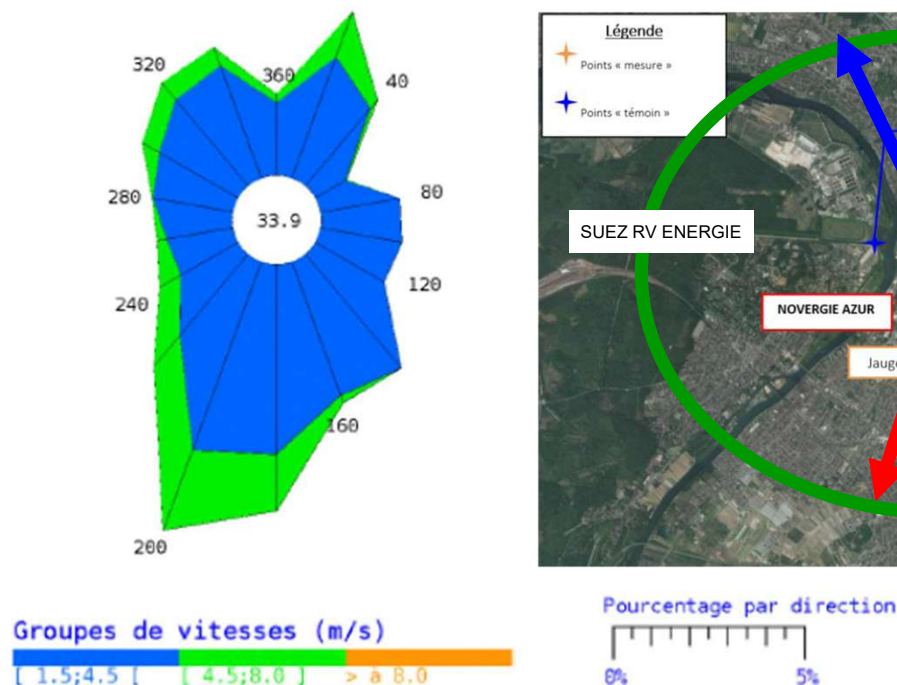 320
360
40
280
33.9
80
240
120
160
200
Groupes de vitesses (m/s)
[ 1.5;4.5 [
[ 4.5;8.0 ]
> à 8.0
Légende
Points « mesure »
Points « témoin »
SUEZ RV ENERGIE
NOVERGIE AZUR
Jauge
Pourcentage par direction
0%
5%